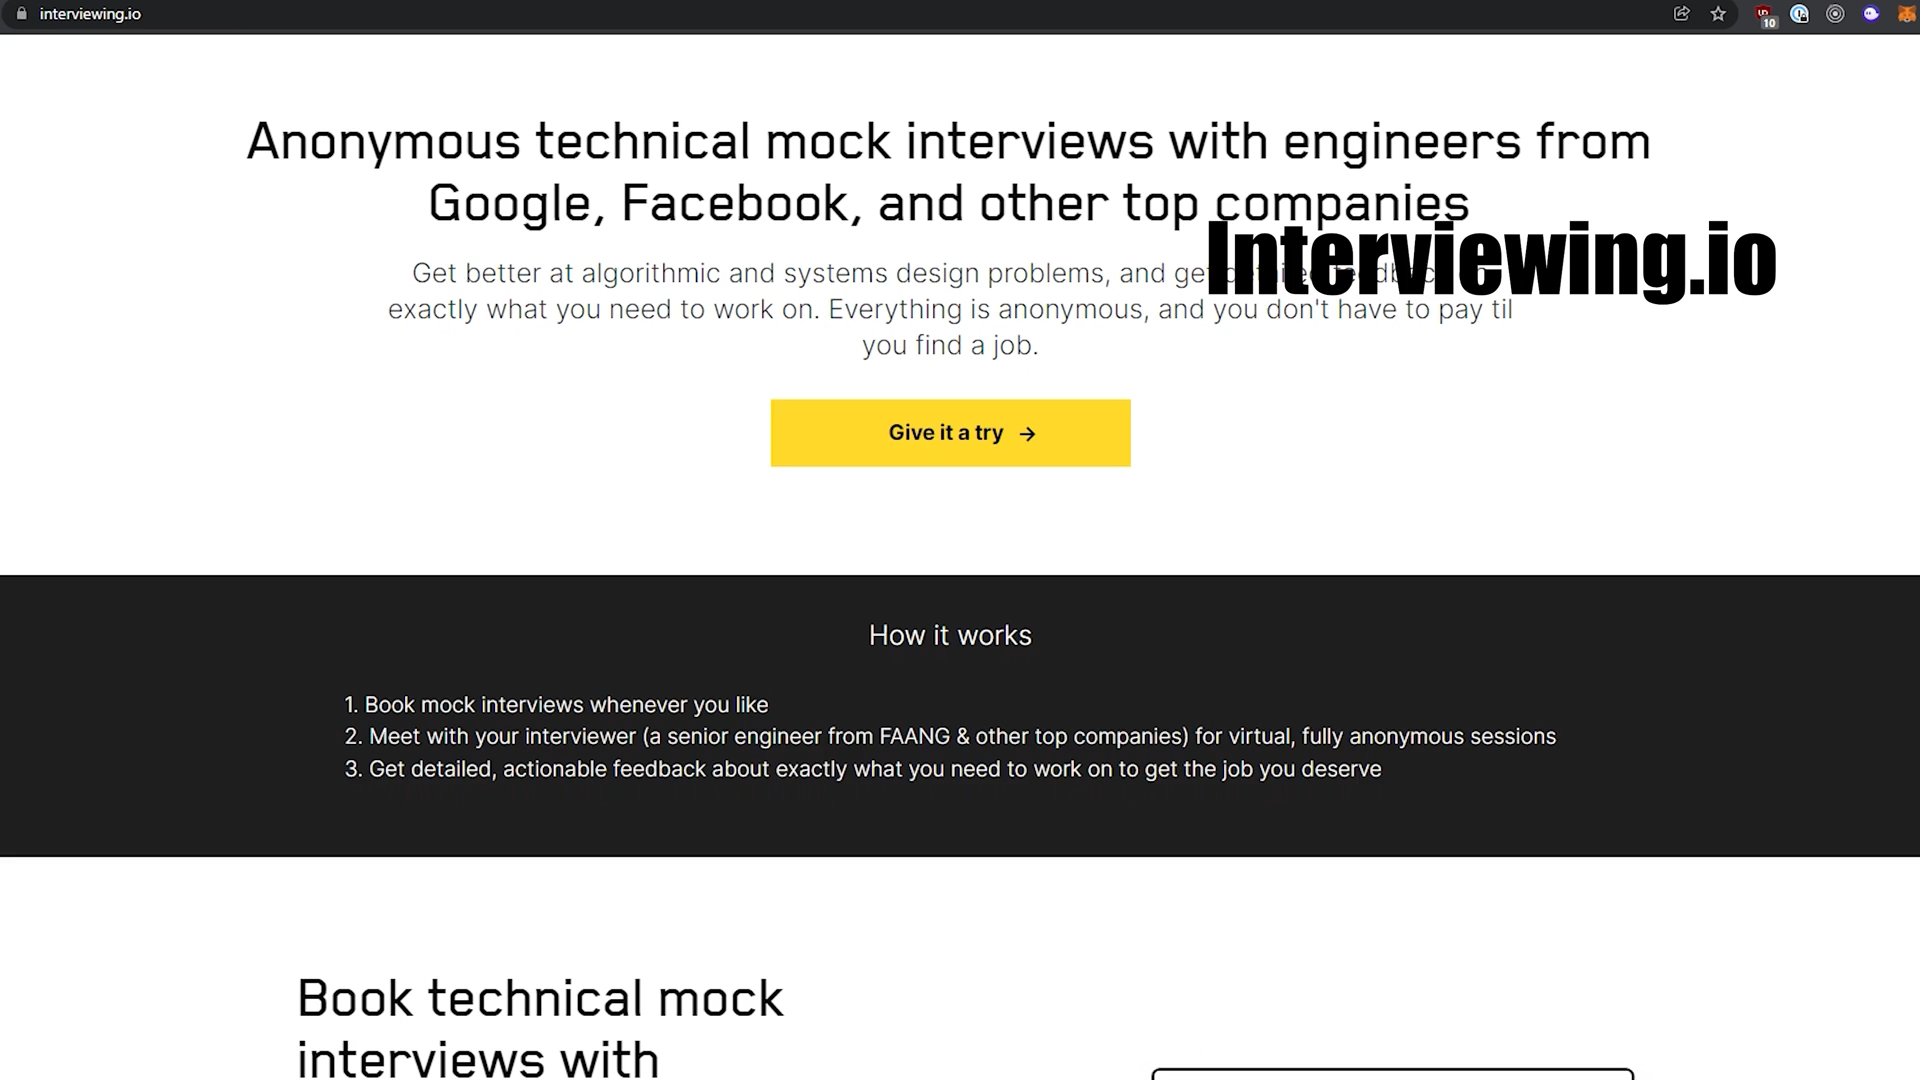 interviewing.io
10
Anonymous technical mock interviews with engineers from
Google, Facebook, and other top companies
Interviewing.io
Get better at algorithmic and systems design problems, and get detailed feedback on
exactly what you need to work on. Everything is anonymous, and you don't have to pay til
you find a job.
Give it a try →
How it works
1. Book mock interviews whenever you like
2. Meet with your interviewer (a senior engineer from FAANG & other top companies) for virtual, fully anonymous sessions
3. Get detailed, actionable feedback about exactly what you need to work on to get the job you deserve
Book technical mock
interviews with